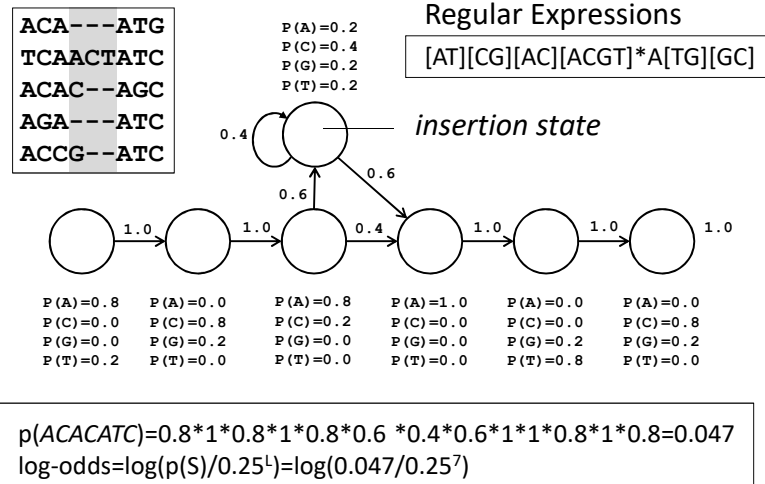 ACA---ATG
TCAACTATC
ACAC--AGC
AGA---ATC
ACCG--ATC
P(A)=0.2
P(C)=0.4
P(G)=0.2
P(T)=0.2
Regular Expressions
[AT][CG][AC][ACGT]*A[TG][GC]
0.4
insertion state
0.6
0.6
1.0
1.0
0.4
1.0
1.0
1.0
P(A)=0.8 P(A)=0.0 P(A)=0.8 P(A)=1.0 P(A)=0.0 P(A)=0.0
P(C)=0.0 P(C)=0.8 P(C)=0.2 P(C)=0.0 P(C)=0.0 P(C)=0.8
P(G)=0.0 P(G)=0.2 P(G)=0.0 P(G)=0.0 P(G)=0.2 P(G)=0.2
P(T)=0.2 P(T)=0.0 P(T)=0.0 P(T)=0.0 P(T)=0.8 P(T)=0.0
p(ACACATC)=0.8*1*0.8*1*0.8*0.6 *0.4*0.6*1*1*0.8*1*0.8=0.047
log-odds=log(p(S)/0.25ᴸ)=log(0.047/0.25⁷)